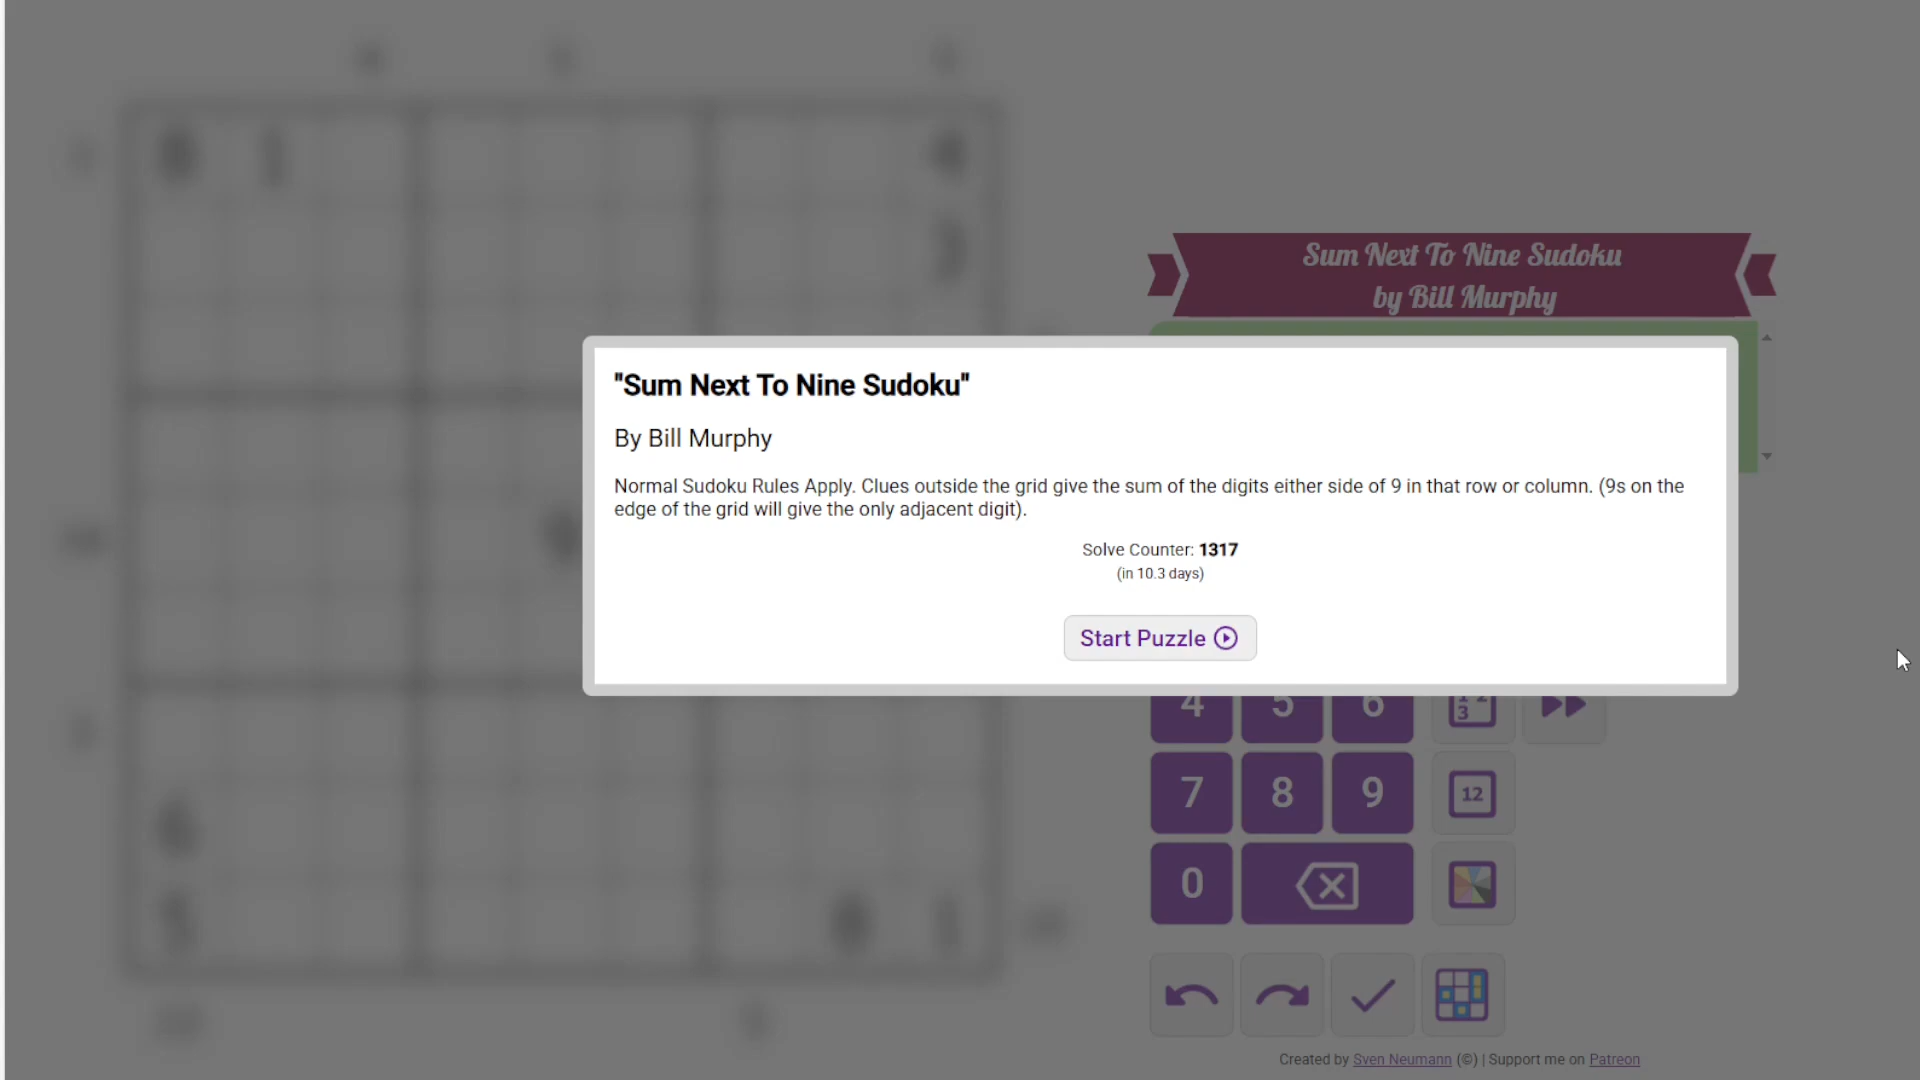 Sum Next To Nine Sudoku
by Bill Murphy
"Sum Next To Nine Sudoku"
By Bill Murphy
Normal Sudoku Rules Apply. Clues outside the grid give the sum of the digits either side of 9 in that row or column. (9s on the
edge of the grid will give the only adjacent digit).
Solve Counter: 1317
(in 10.3 days)
Start Puzzle
4 5 6
7 8 9
12
0
Created by Sven Neumann (©) | Support me on Patreon